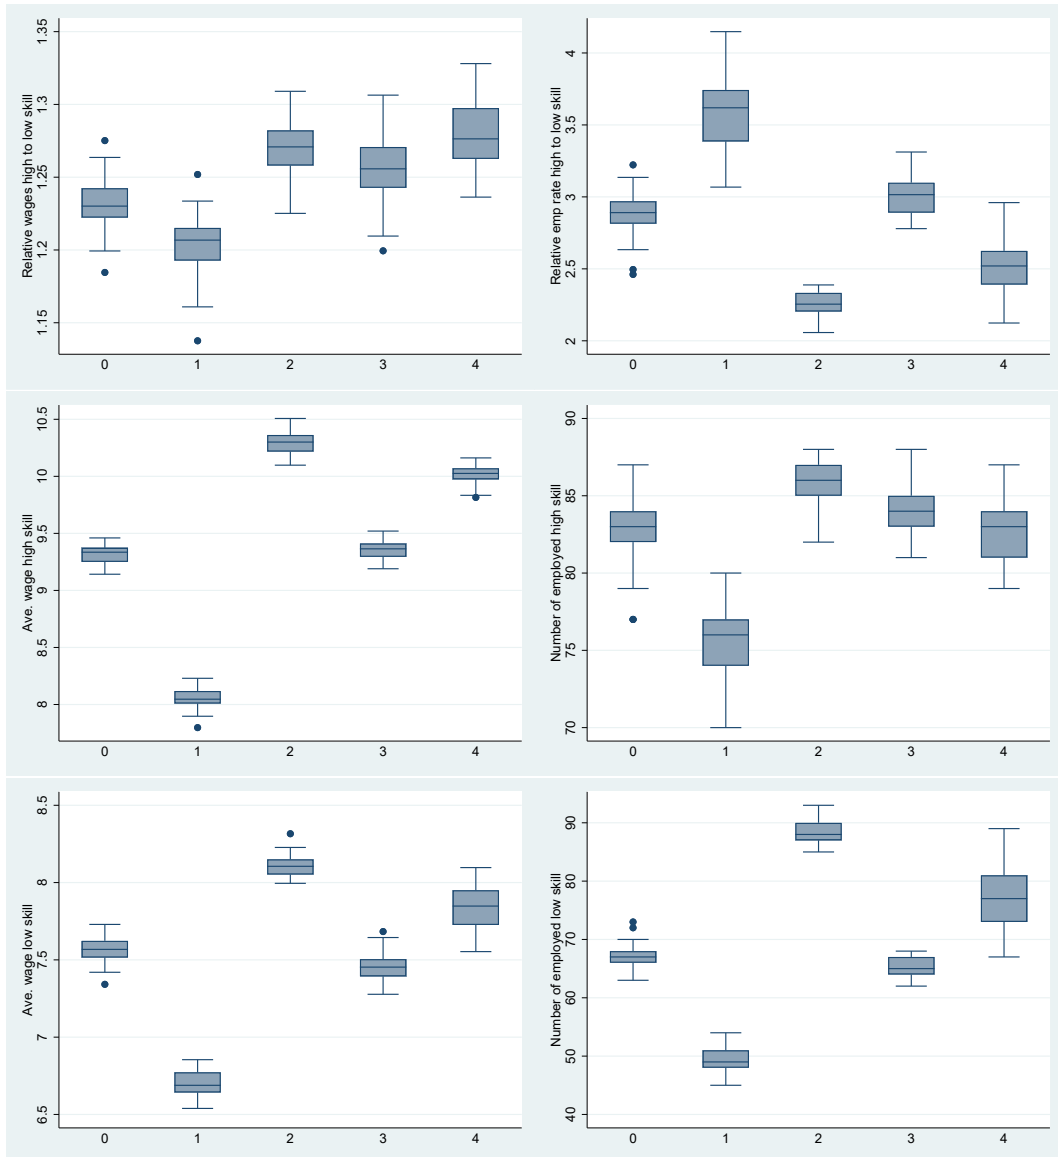 Relative wages high to low skill
1.35
1.3
1.25
1.2
1.15
0 1 2 3 4
Relative emp rate high to low skill
4
3.5
3
2.5
2
0 1 2 3 4
Ave. wage high skill
10.5
10
9.5
9
8.5
8
0 1 2 3 4
Number of employed high skill
90
85
80
75
70
0 1 2 3 4
Ave. wage low skill
8.5
8
7.5
7
6.5
0 1 2 3 4
Number of employed low skill
90
80
70
60
50
40
0 1 2 3 4